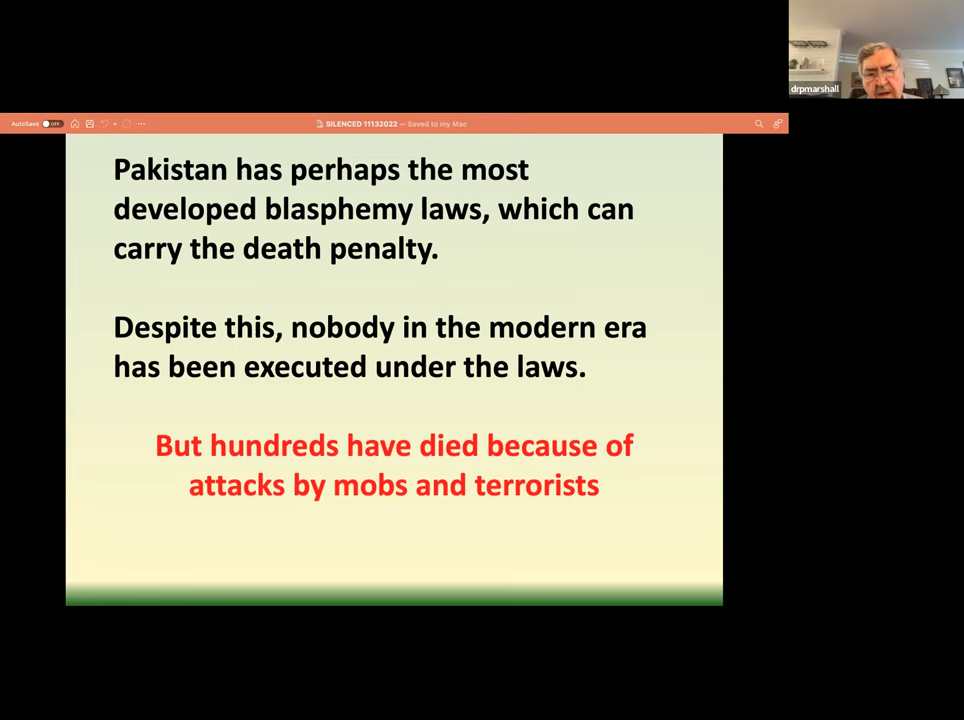 drpmarshall
AutoSave OFF
SILENCED 11132022 — Saved to my Mac
Pakistan has perhaps the most
developed blasphemy laws, which can
carry the death penalty.
Despite this, nobody in the modern era
has been executed under the laws.
But hundreds have died because of
attacks by mobs and terrorists